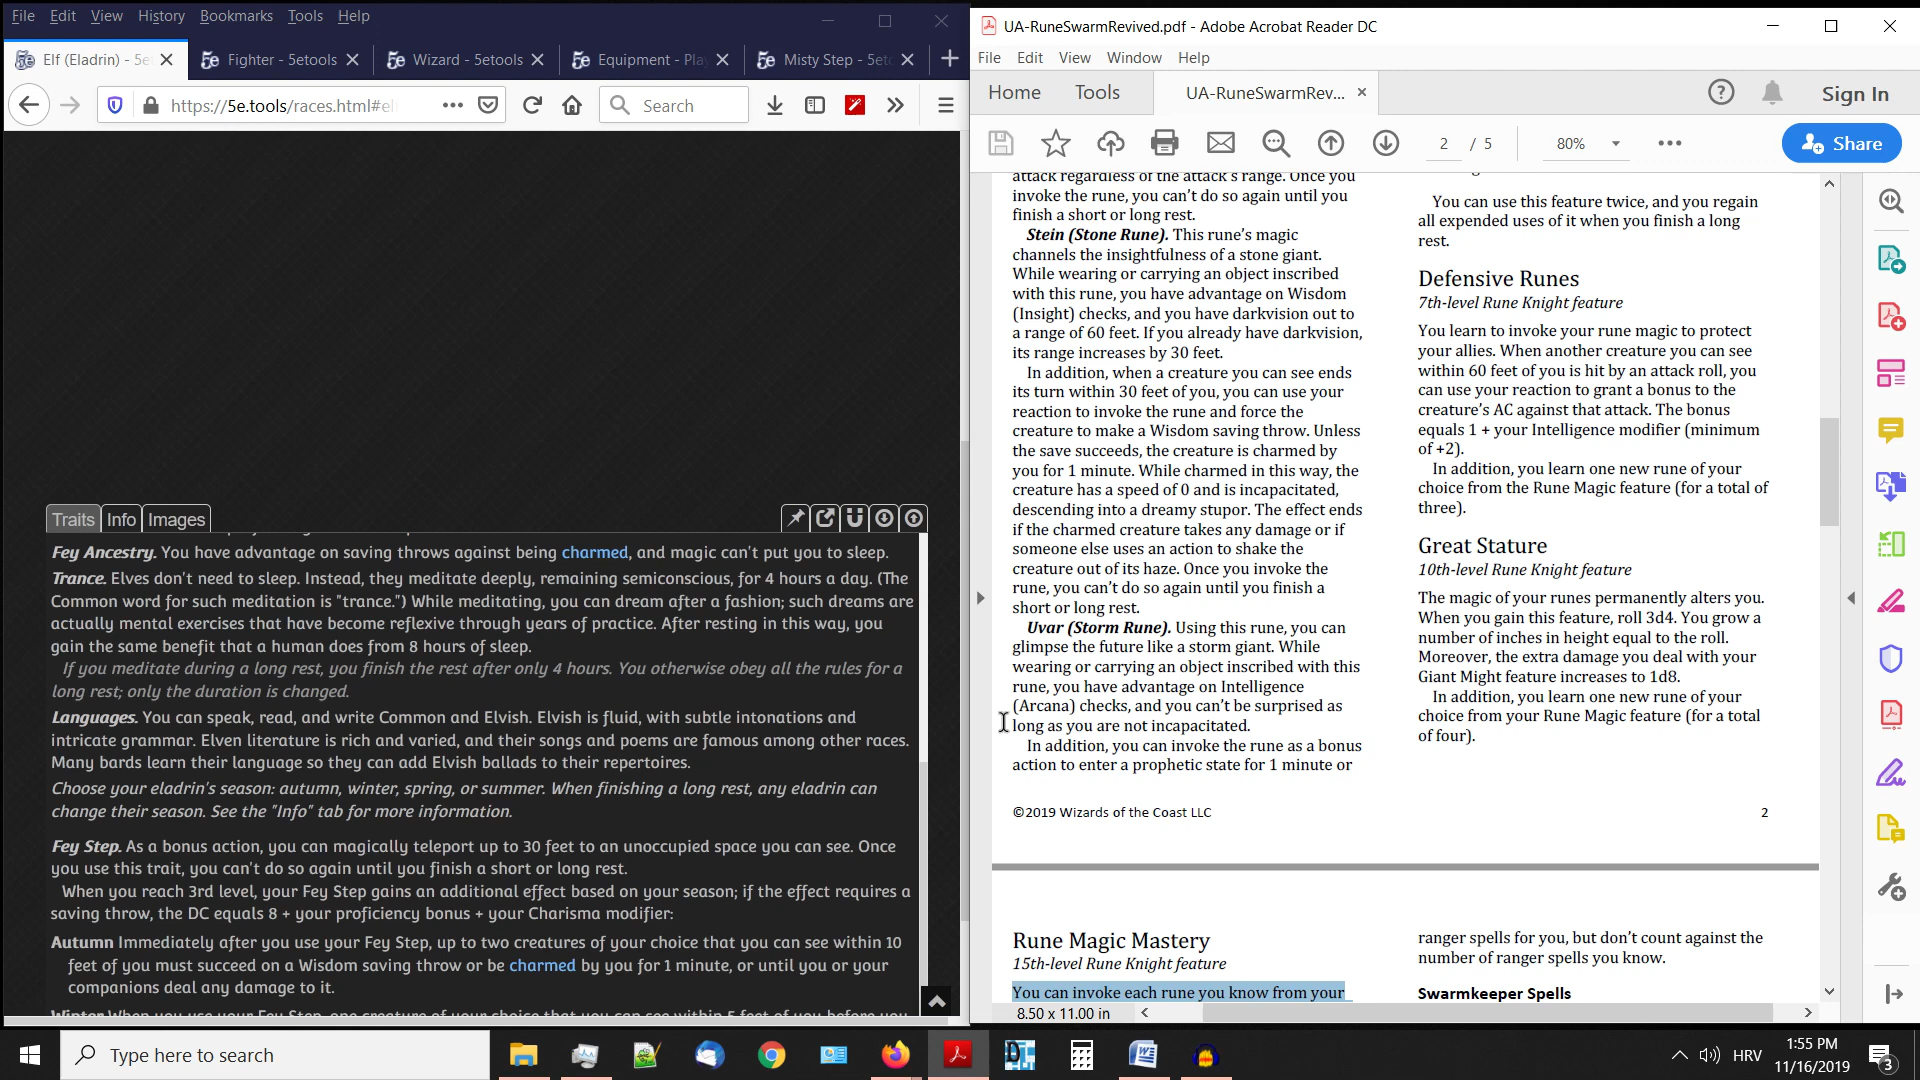 File Edit View History Bookmarks Tools Help
Elf (Eladrin) - 5e
Fighter - 5etools
Wizard - 5etools
Equipment - Play
Misty Step - 5eto
https://5e.tools/races.html#el
Search
Traits
Info
Images
Fey Ancestry. You have advantage on saving throws against being charmed, and magic can't put you to sleep.
Trance. Elves don't need to sleep. Instead, they meditate deeply, remaining semiconscious, for 4 hours a day. (The
Common word for such meditation is "trance.") While meditating, you can dream after a fashion; such dreams are
actually mental exercises that have become reflexive through years of practice. After resting in this way, you
gain the same benefit that a human does from 8 hours of sleep.
If you meditate during a long rest, you finish the rest after only 4 hours. You otherwise obey all the rules for a
long rest; only the duration is changed.
Languages. You can speak, read, and write Common and Elvish. Elvish is fluid, with subtle intonations and
intricate grammar. Elven literature is rich and varied, and their songs and poems are famous among other races.
Many bards learn their language so they can add Elvish ballads to their repertoires.
Choose your eladrin's season: autumn, winter, spring, or summer. When finishing a long rest, any eladrin can
change their season. See the "Info" tab for more information.
Fey Step. As a bonus action, you can magically teleport up to 30 feet to an unoccupied space you can see. Once
you use this trait, you can't do so again until you finish a short or long rest.
When you reach 3rd level, your Fey Step gains an additional effect based on your season; if the effect requires a
saving throw, the DC equals 8 + your proficiency bonus + your Charisma modifier:
Autumn Immediately after you use your Fey Step, up to two creatures of your choice that you can see within 10
feet of you must succeed on a Wisdom saving throw or be charmed by you for 1 minute, or until you or your
companions deal any damage to it.
Winter When you use your Fey Step, one creature of your choice that you can see within 5 feet of you before you
UA-RuneSwarmRevived.pdf - Adobe Acrobat Reader DC
File Edit View Window Help
Home
Tools
UA-RuneSwarmRev...
Sign In
2 / 5
80%
Share
attack regardless of the attack's range. Once you
invoke the rune, you can't do so again until you
finish a short or long rest.
Stein (Stone Rune). This rune's magic
channels the insightfulness of a stone giant.
While wearing or carrying an object inscribed
with this rune, you have advantage on Wisdom
(Insight) checks, and you have darkvision out to
a range of 60 feet. If you already have darkvision,
its range increases by 30 feet.
In addition, when a creature you can see ends
its turn within 30 feet of you, you can use your
reaction to invoke the rune and force the
creature to make a Wisdom saving throw. Unless
the save succeeds, the creature is charmed by
you for 1 minute. While charmed in this way, the
creature has a speed of 0 and is incapacitated,
descending into a dreamy stupor. The effect ends
if the charmed creature takes any damage or if
someone else uses an action to shake the
creature out of its haze. Once you invoke the
rune, you can't do so again until you finish a
short or long rest.
Uvar (Storm Rune). Using this rune, you can
glimpse the future like a storm giant. While
wearing or carrying an object inscribed with this
rune, you have advantage on Intelligence
(Arcana) checks, and you can't be surprised as
long as you are not incapacitated.
In addition, you can invoke the rune as a bonus
action to enter a prophetic state for 1 minute or
You can use this feature twice, and you regain
all expended uses of it when you finish a long
rest.
Defensive Runes
7th-level Rune Knight feature
You learn to invoke your rune magic to protect
your allies. When another creature you can see
within 60 feet of you is hit by an attack roll, you
can use your reaction to grant a bonus to the
creature's AC against that attack. The bonus
equals 1 + your Intelligence modifier (minimum
of +2).
In addition, you learn one new rune of your
choice from the Rune Magic feature (for a total of
three).
Great Stature
10th-level Rune Knight feature
The magic of your runes permanently alters you.
When you gain this feature, roll 3d4. You grow a
number of inches in height equal to the roll.
Moreover, the extra damage you deal with your
Giant Might feature increases to 1d8.
In addition, you learn one new rune of your
choice from your Rune Magic feature (for a total
of four).
©2019 Wizards of the Coast LLC
2
Rune Magic Mastery
15th-level Rune Knight feature
You can invoke each rune you know from your
ranger spells for you, but don't count against the
number of ranger spells you know.
Swarmkeeper Spells
8.50 x 11.00 in
Type here to search
HRV
1:55 PM
11/16/2019
3